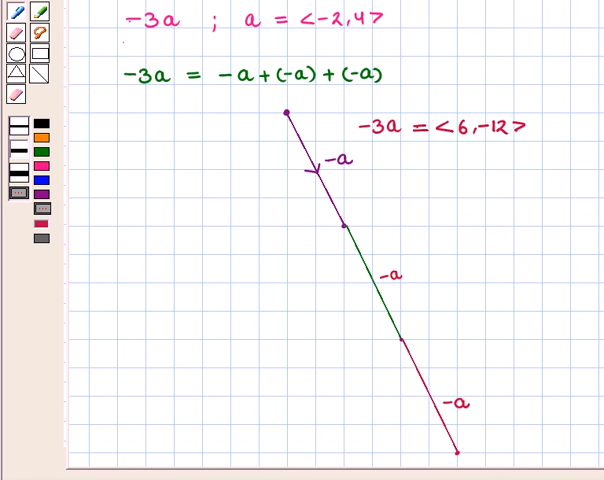 -3a ; a = <-2,4>
-3a = -a + (-a) + (-a)
-3a = <6,-12>
-a
-a
-a